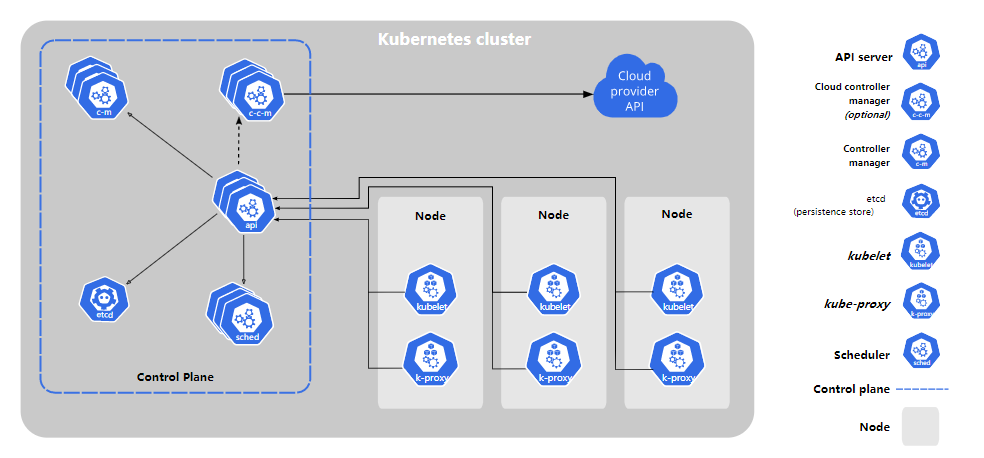 Kubernetes cluster
c-m
c-c-m
Cloud
provider
API
api
etcd
sched
Control Plane
Node
kubelet
k-proxy
Node
kubelet
k-proxy
Node
kubelet
k-proxy
API server
api
Cloud controller
manager
(optional)
c-c-m
Controller
manager
c-m
etcd
(persistence store)
etcd
kubelet
kubelet
kube-proxy
k-proxy
Scheduler
sched
Control plane
Node